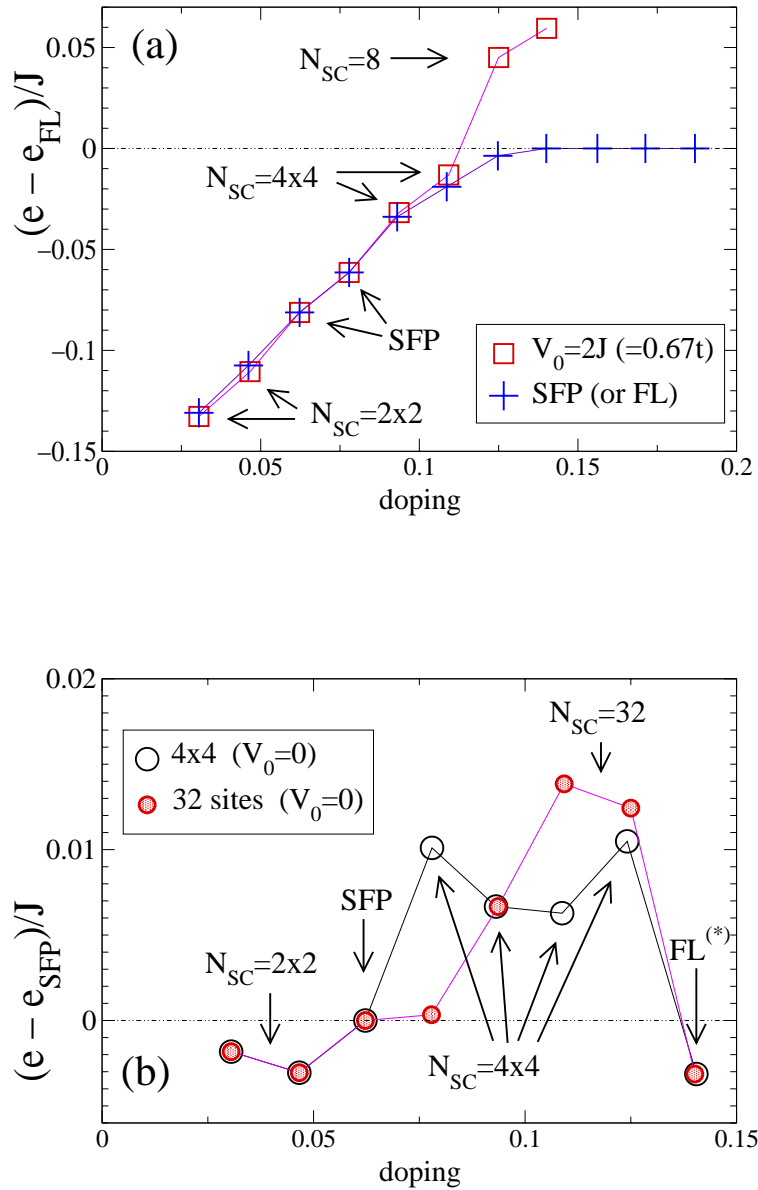 (a)
(e − e_FL)/J
0.05
0
−0.05
−0.1
−0.15
N_SC=8
N_SC=4x4
SFP
N_SC=2x2
V_0=2J (=0.67t)
SFP (or FL)
0
0.05
0.1
0.15
0.2
doping
(e − e_SFP)/J
0.02
0.01
0
4x4 (V_0=0)
32 sites (V_0=0)
N_SC=32
SFP
N_SC=2x2
FL^(*)
N_SC=4x4
(b)
0
0.05
0.1
0.15
doping